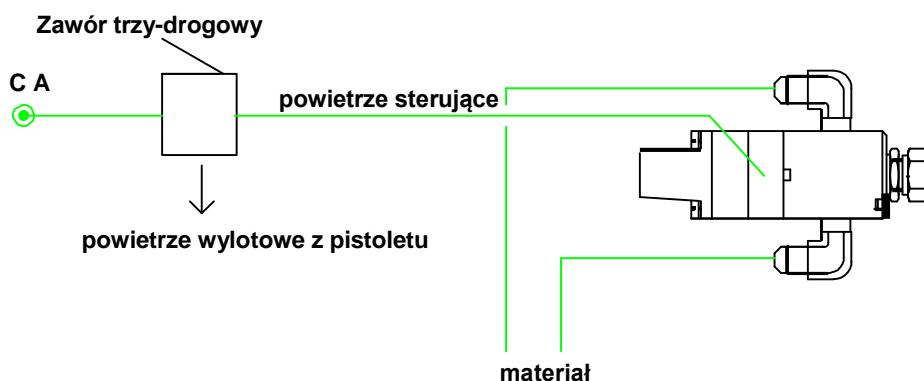 Zawór trzy-drogowy
C A
powietrze sterujące
powietrze wylotowe z pistoletu
materiał